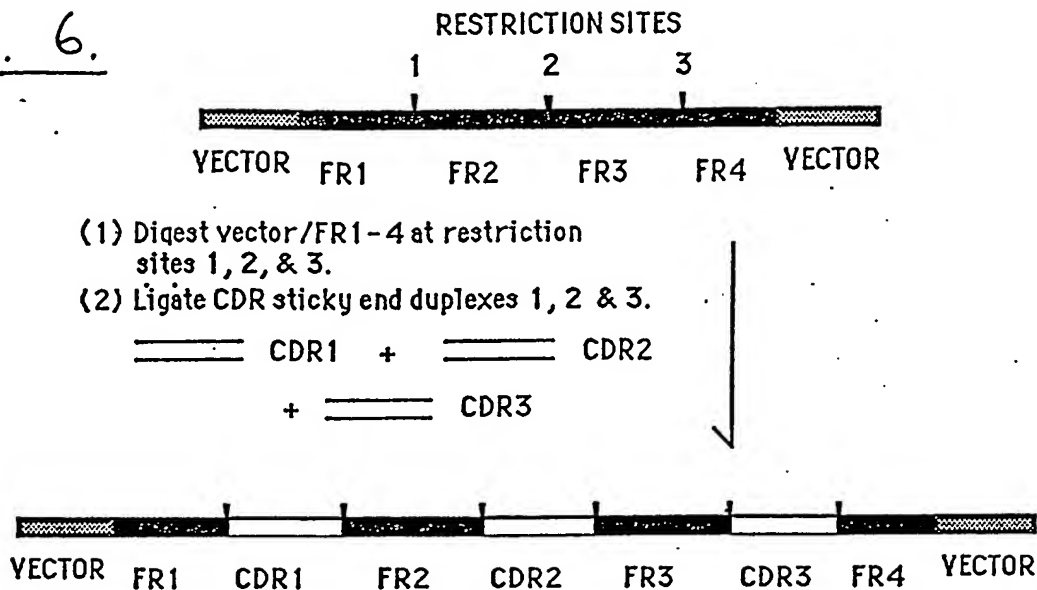 . 6.
RESTRICTION SITES
1 2 3
VECTOR FR1 FR2 FR3 FR4 VECTOR
(1) Digest vector/FR1-4 at restriction
sites 1, 2, & 3.
(2) Ligate CDR sticky end duplexes 1, 2 & 3.
CDR1 + CDR2
+ CDR3
VECTOR FR1 CDR1 FR2 CDR2 FR3 CDR3 FR4 VECTOR